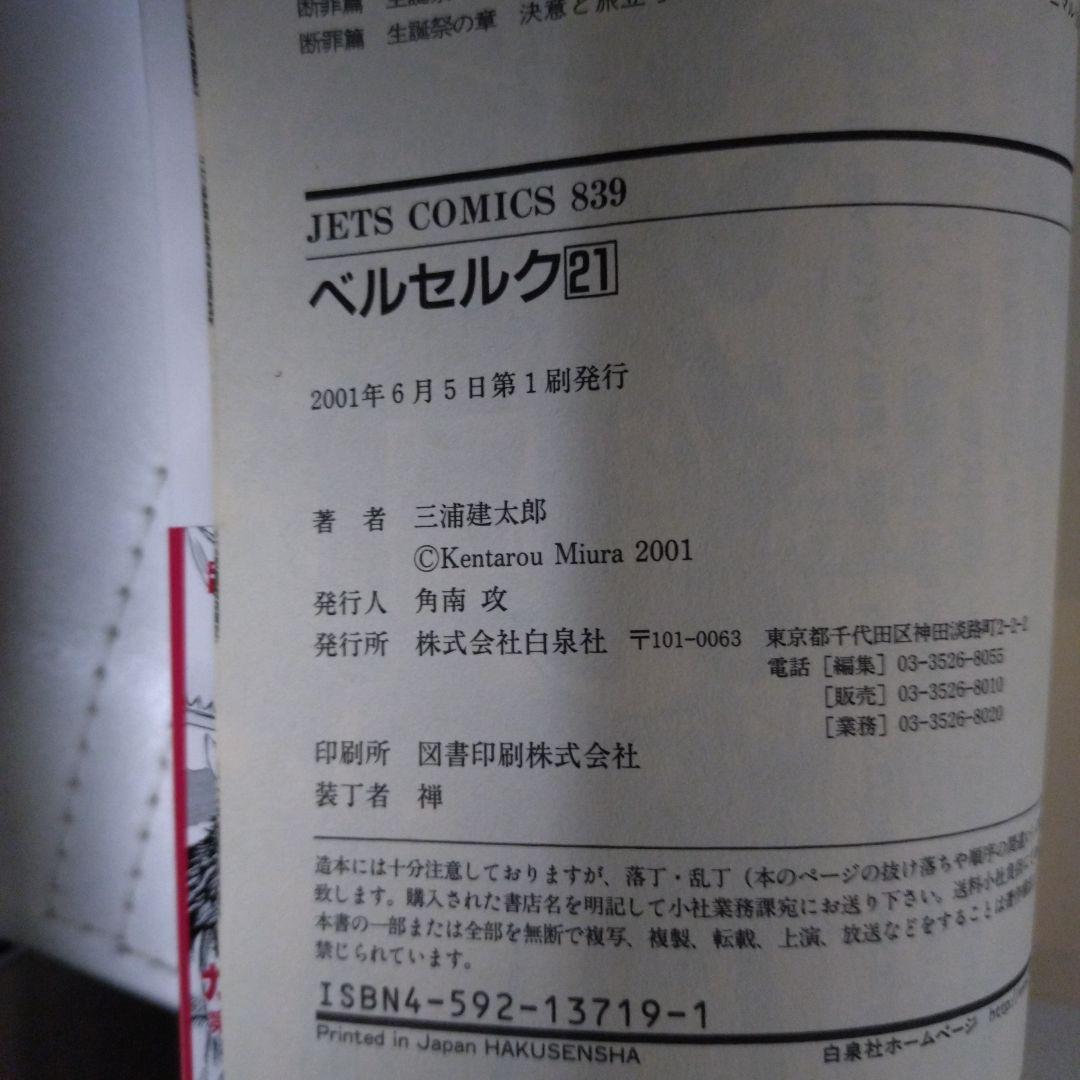 断罪篇 生誕祭の章 決意と旅立ち
JETS COMICS 839
ベルセルク21
2001年6月5日第1刷発行
著 者 三浦建太郎
©Kentarou Miura 2001
発行人 角南 攻
発行所 株式会社白泉社 〒101-0063 東京都千代田区神田淡路町2-2-2
電話［編集］03-3526-8055
［販売］03-3526-8010
［業務］03-3526-8020
印刷所 図書印刷株式会社
装丁者 禅
造本には十分注意しておりますが、落丁・乱丁（本のページの抜け落ちや順序の間違い
致します。購入された書店名を明記して小社業務課宛にお送り下さい。送料小社負担
本書の一部または全部を無断で複写、複製、転載、上演、放送などをすることは著作権
禁じられています。
ISBN4-592-13719-1
Printed in Japan HAKUSENSHA
白泉社ホームページ http://